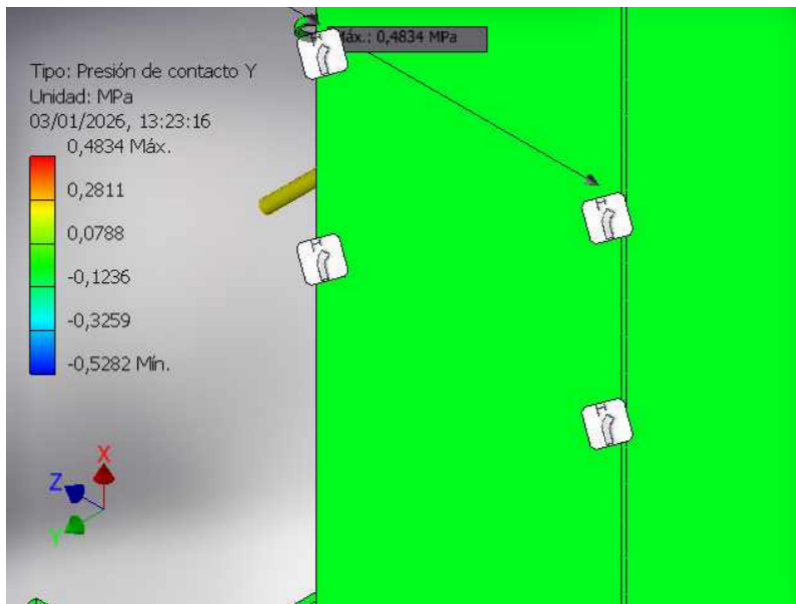 Máx.: 0,4834 MPa
Tipo: Presión de contacto Y
Unidad: MPa
03/01/2026, 13:23:16
0,4834 Máx.
0,2811
0,0788
-0,1236
-0,3259
-0,5282 Mín.
X
Z
Y